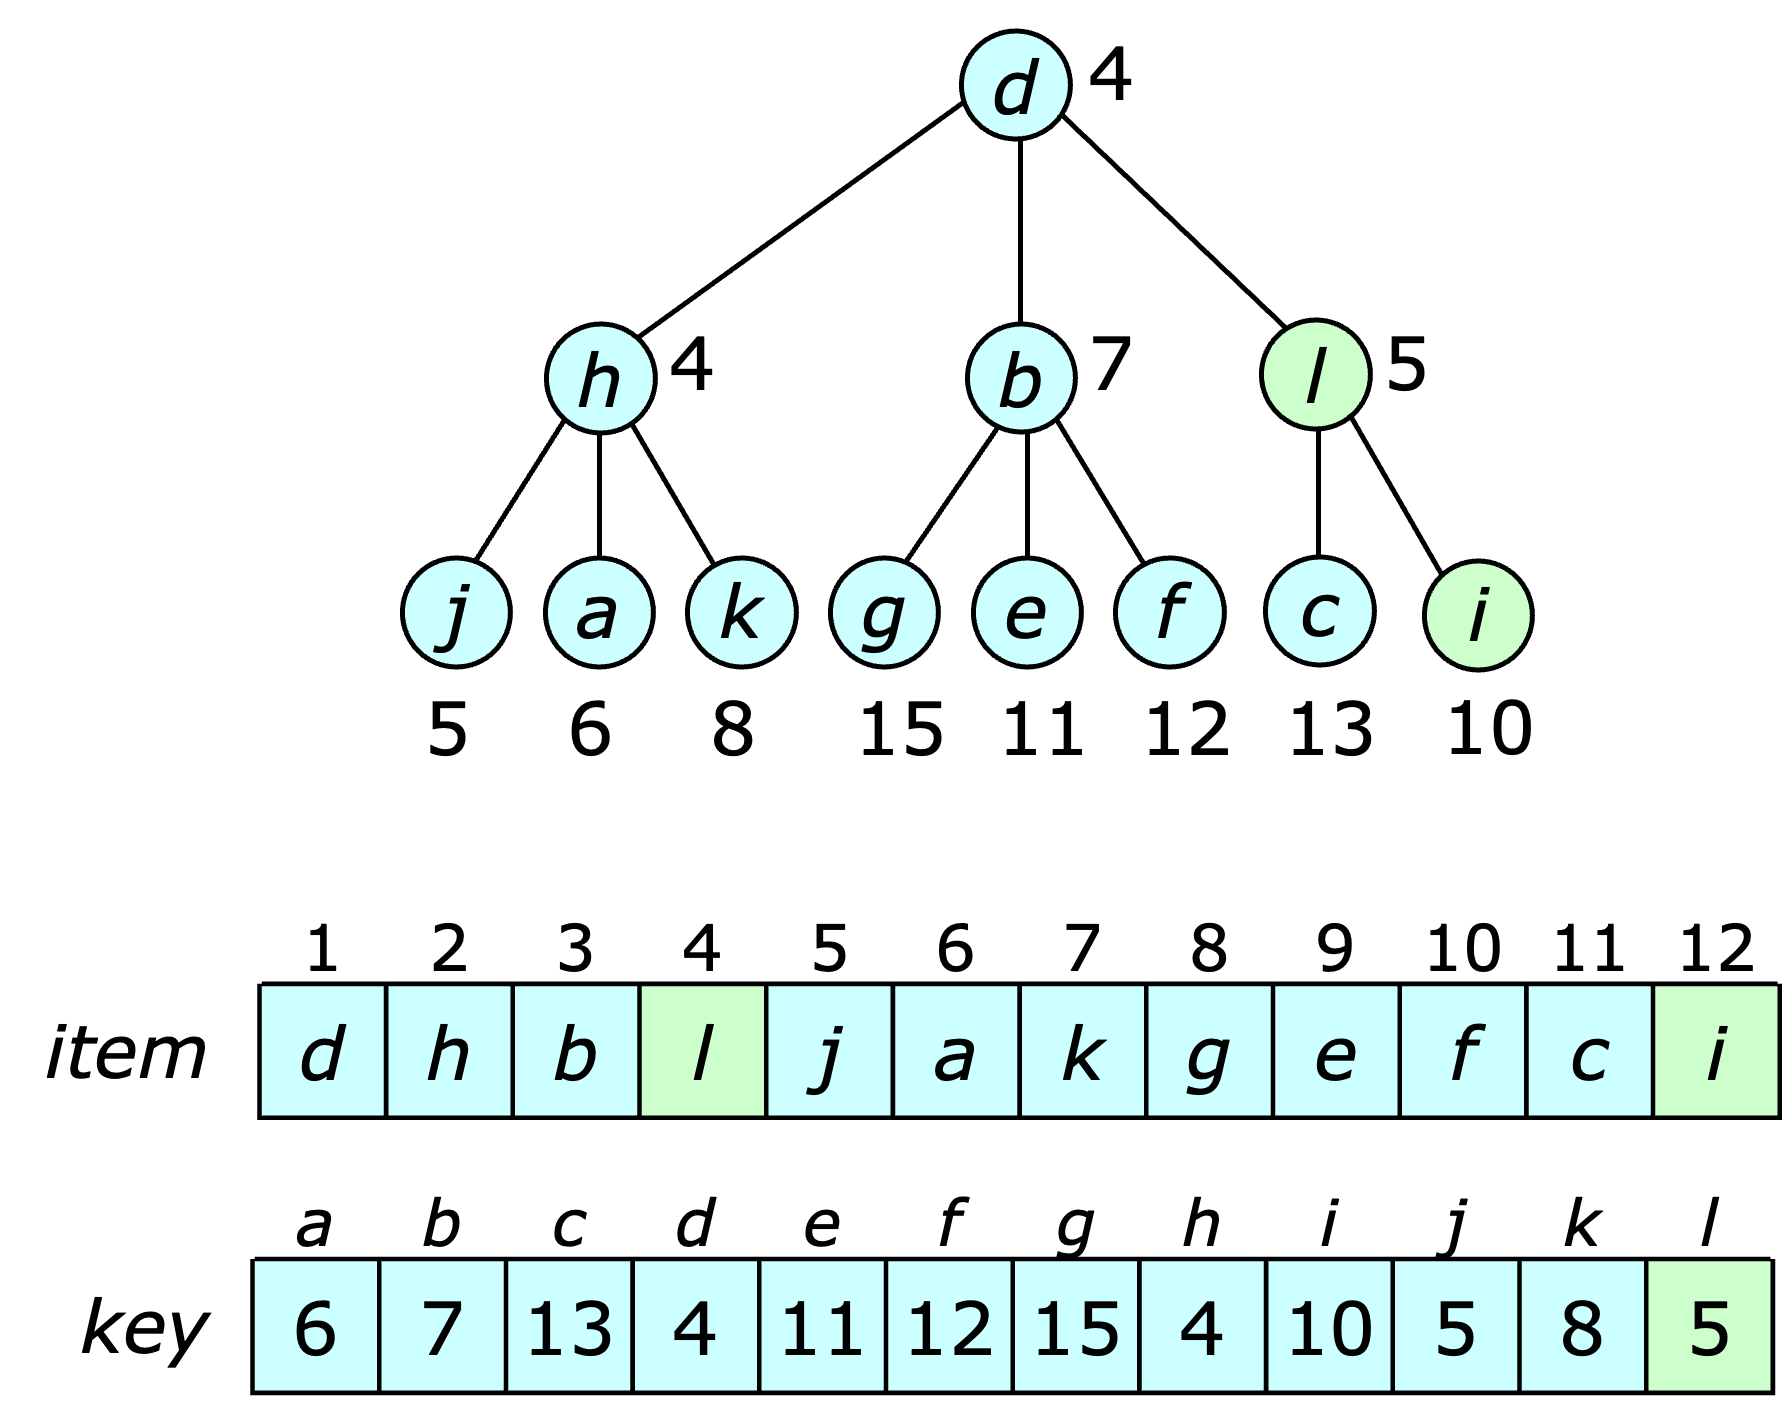 d 4
h 4 b 7 l 5
j a k g e f c i
5 6 8 15 11 12 13 10
1 2 3 4 5 6 7 8 9 10 11 12
item d h b l j a k g e f c i
a b c d e f g h i j k l
key 6 7 13 4 11 12 15 4 10 5 8 5